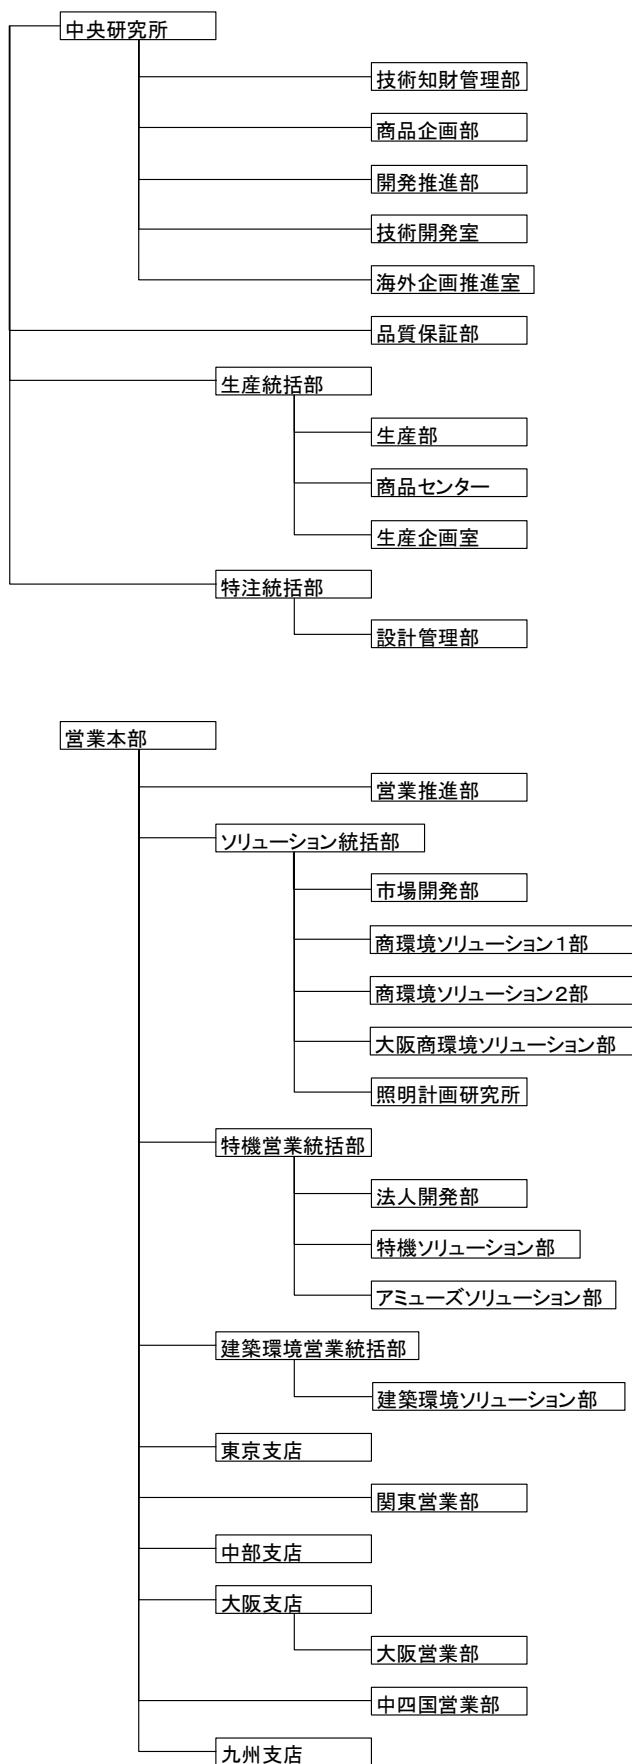 中央研究所
技術知財管理部
商品企画部
開発推進部
技術開発室
海外企画推進室
品質保証部
生産統括部
生産部
商品センター
生産企画室
特注統括部
設計管理部
営業本部
営業推進部
ソリューション統括部
市場開発部
商環境ソリューション1部
商環境ソリューション2部
大阪商環境ソリューション部
照明計画研究所
特機営業統括部
法人開発部
特機ソリューション部
アミューズソリューション部
建築環境営業統括部
建築環境ソリューション部
東京支店
関東営業部
中部支店
大阪支店
大阪営業部
中四国営業部
九州支店